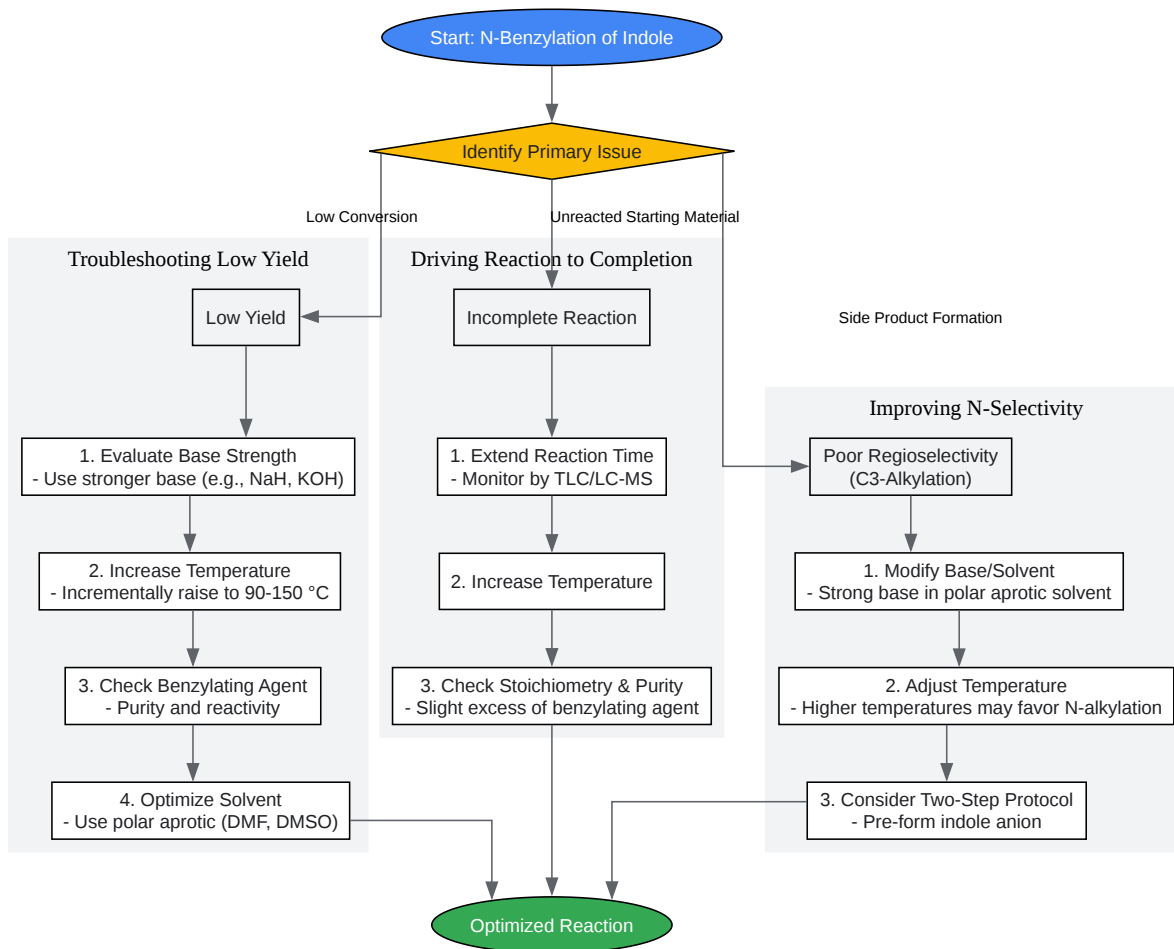 Start: N-Benzylation of Indole
Identify Primary Issue
Low Conversion
Unreacted Starting Material
Side Product Formation
Troubleshooting Low Yield
Low Yield
1. Evaluate Base Strength
- Use stronger base (e.g., NaH, KOH)
2. Increase Temperature
- Incrementally raise to 90-150 °C
3. Check Benzylating Agent
- Purity and reactivity
4. Optimize Solvent
- Use polar aprotic (DMF, DMSO)
Driving Reaction to Completion
Incomplete Reaction
1. Extend Reaction Time
- Monitor by TLC/LC-MS
2. Increase Temperature
3. Check Stoichiometry & Purity
- Slight excess of benzylating agent
Improving N-Selectivity
Poor Regioselectivity
(C3-Alkylation)
1. Modify Base/Solvent
- Strong base in polar aprotic solvent
2. Adjust Temperature
- Higher temperatures may favor N-alkylation
3. Consider Two-Step Protocol
- Pre-form indole anion
Optimized Reaction